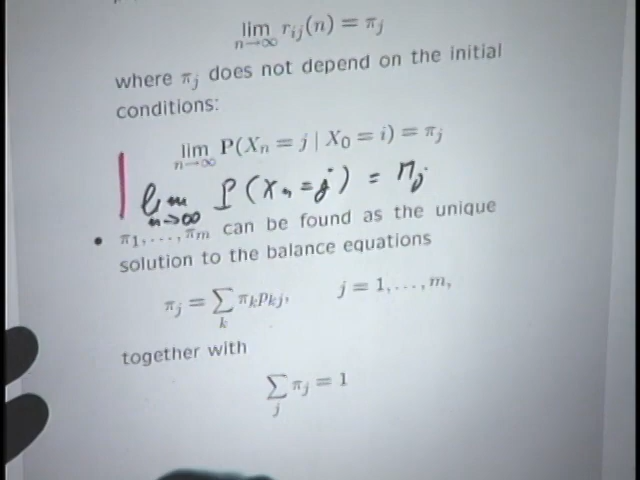 lim n→∞ r_ij(n) = π_j
where π_j does not depend on the initial
conditions:
lim n→∞ P(X_n = j | X_0 = i) = π_j
lim n→∞ P(X_n = j) = π_j
• π_1, ..., π_m can be found as the unique
solution to the balance equations
π_j = ∑_k π_k p_kj, j = 1, ..., m,
together with
∑_j π_j = 1